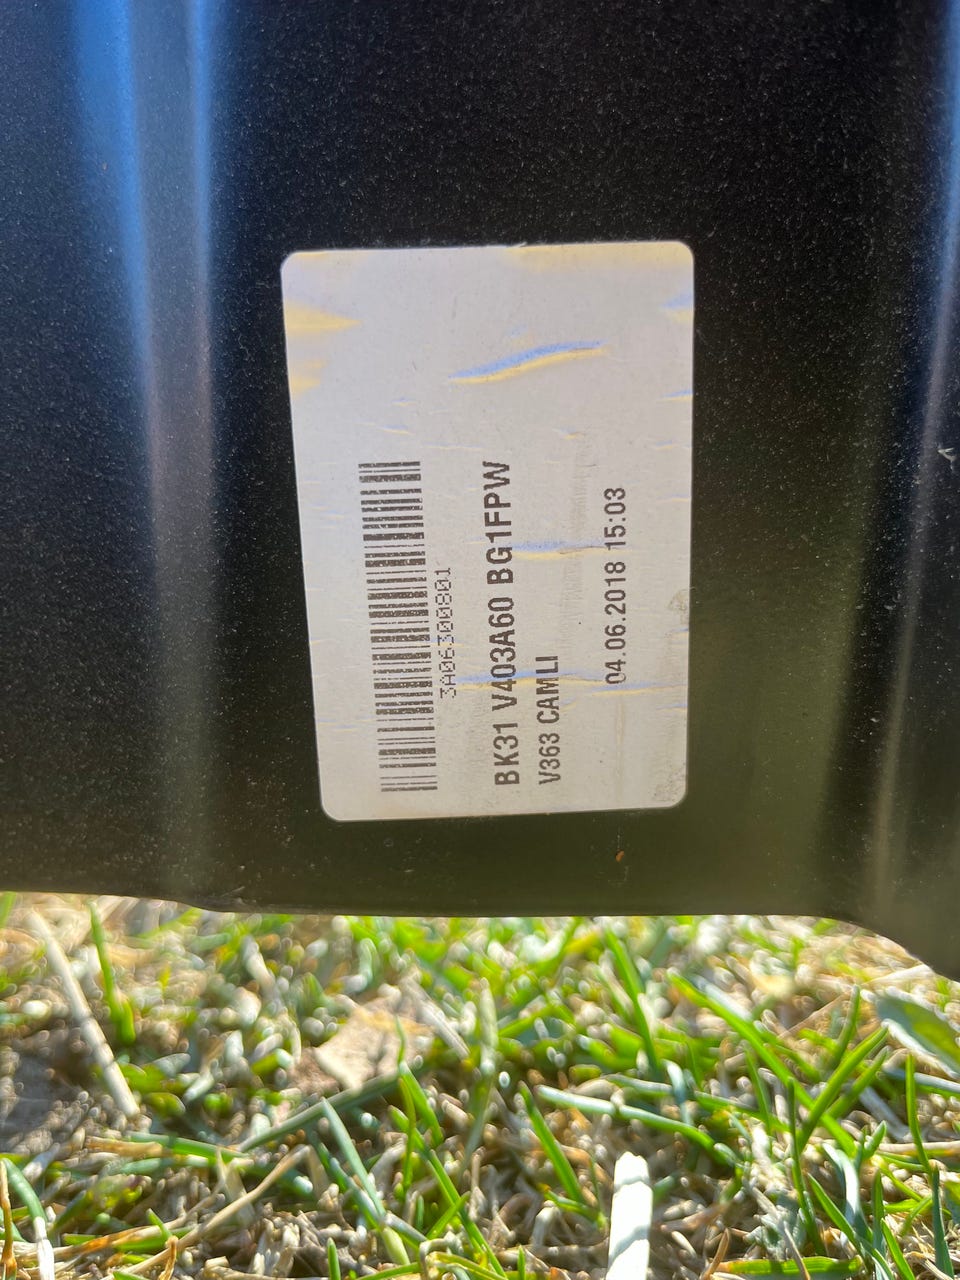 3A06300801
BK31 V403A60 BG1FPW
V363 CAMLI
04.06.2018 15:03